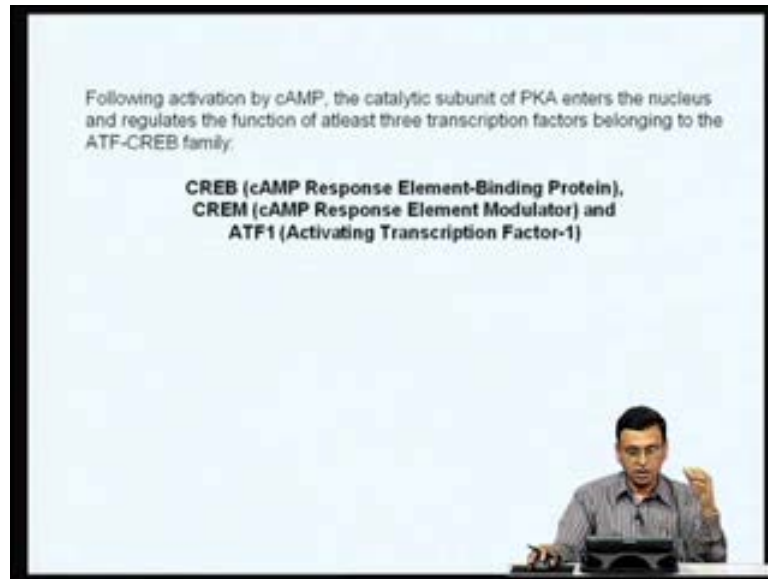 Following activation by cAMP, the catalytic subunit of PKA enters the nucleus
and regulates the function of atleast three transcription factors belonging to the
ATF-CREB family:
CREB (cAMP Response Element-Binding Protein),
CREM (cAMP Response Element Modulator) and
ATF1 (Activating Transcription Factor-1)